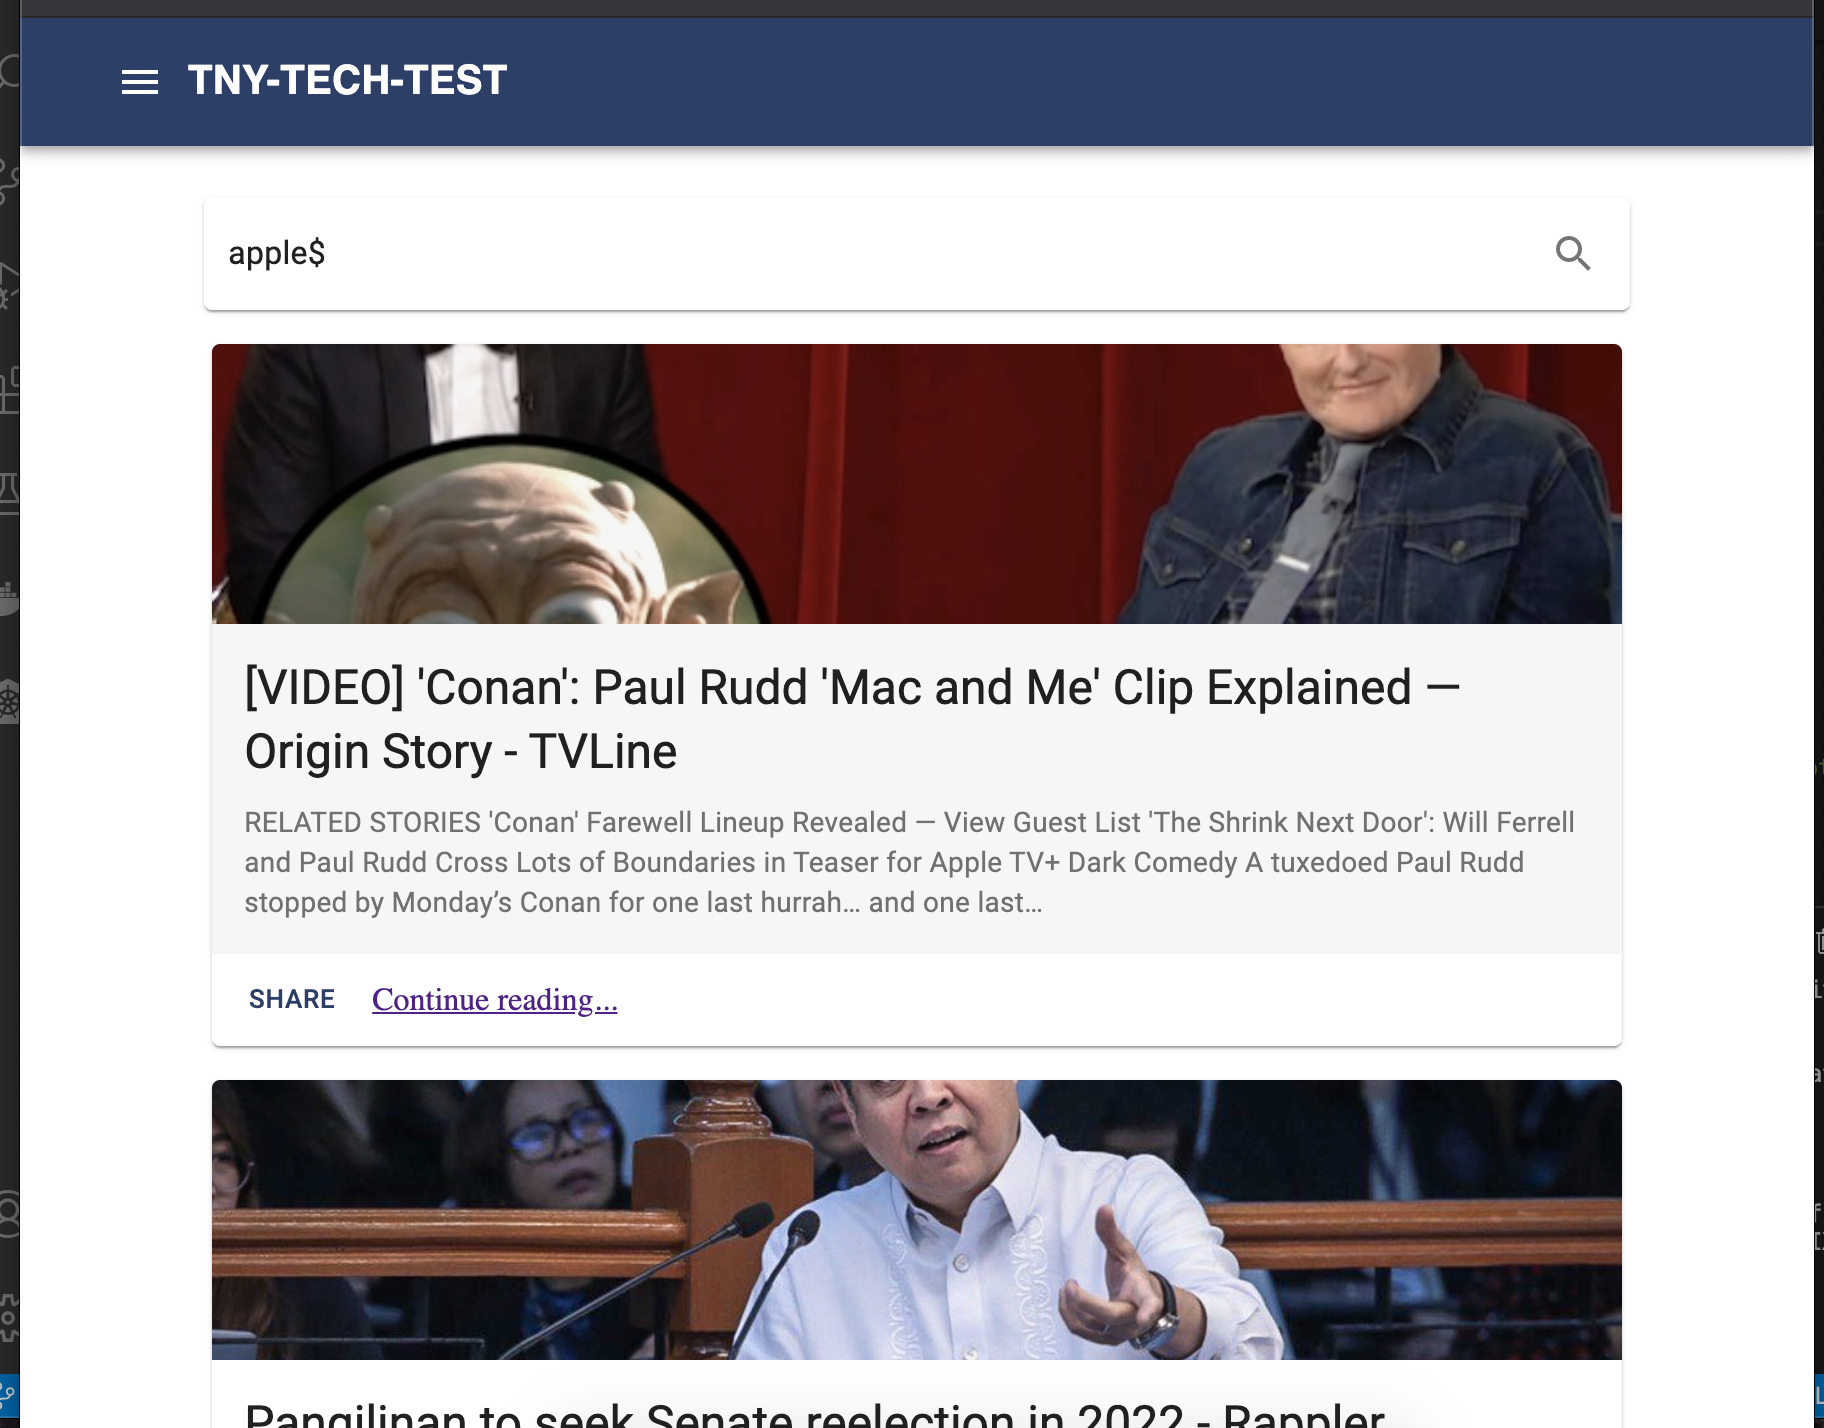 TNY-TECH-TEST
apple$
[VIDEO] 'Conan': Paul Rudd 'Mac and Me' Clip Explained —
Origin Story - TVLine
RELATED STORIES 'Conan' Farewell Lineup Revealed — View Guest List 'The Shrink Next Door': Will Ferrell
and Paul Rudd Cross Lots of Boundaries in Teaser for Apple TV+ Dark Comedy A tuxedoed Paul Rudd
stopped by Monday’s Conan for one last hurrah… and one last…
SHARE Continue reading...
Pangilinan to seek Senate reelection in 2022 - Rappler